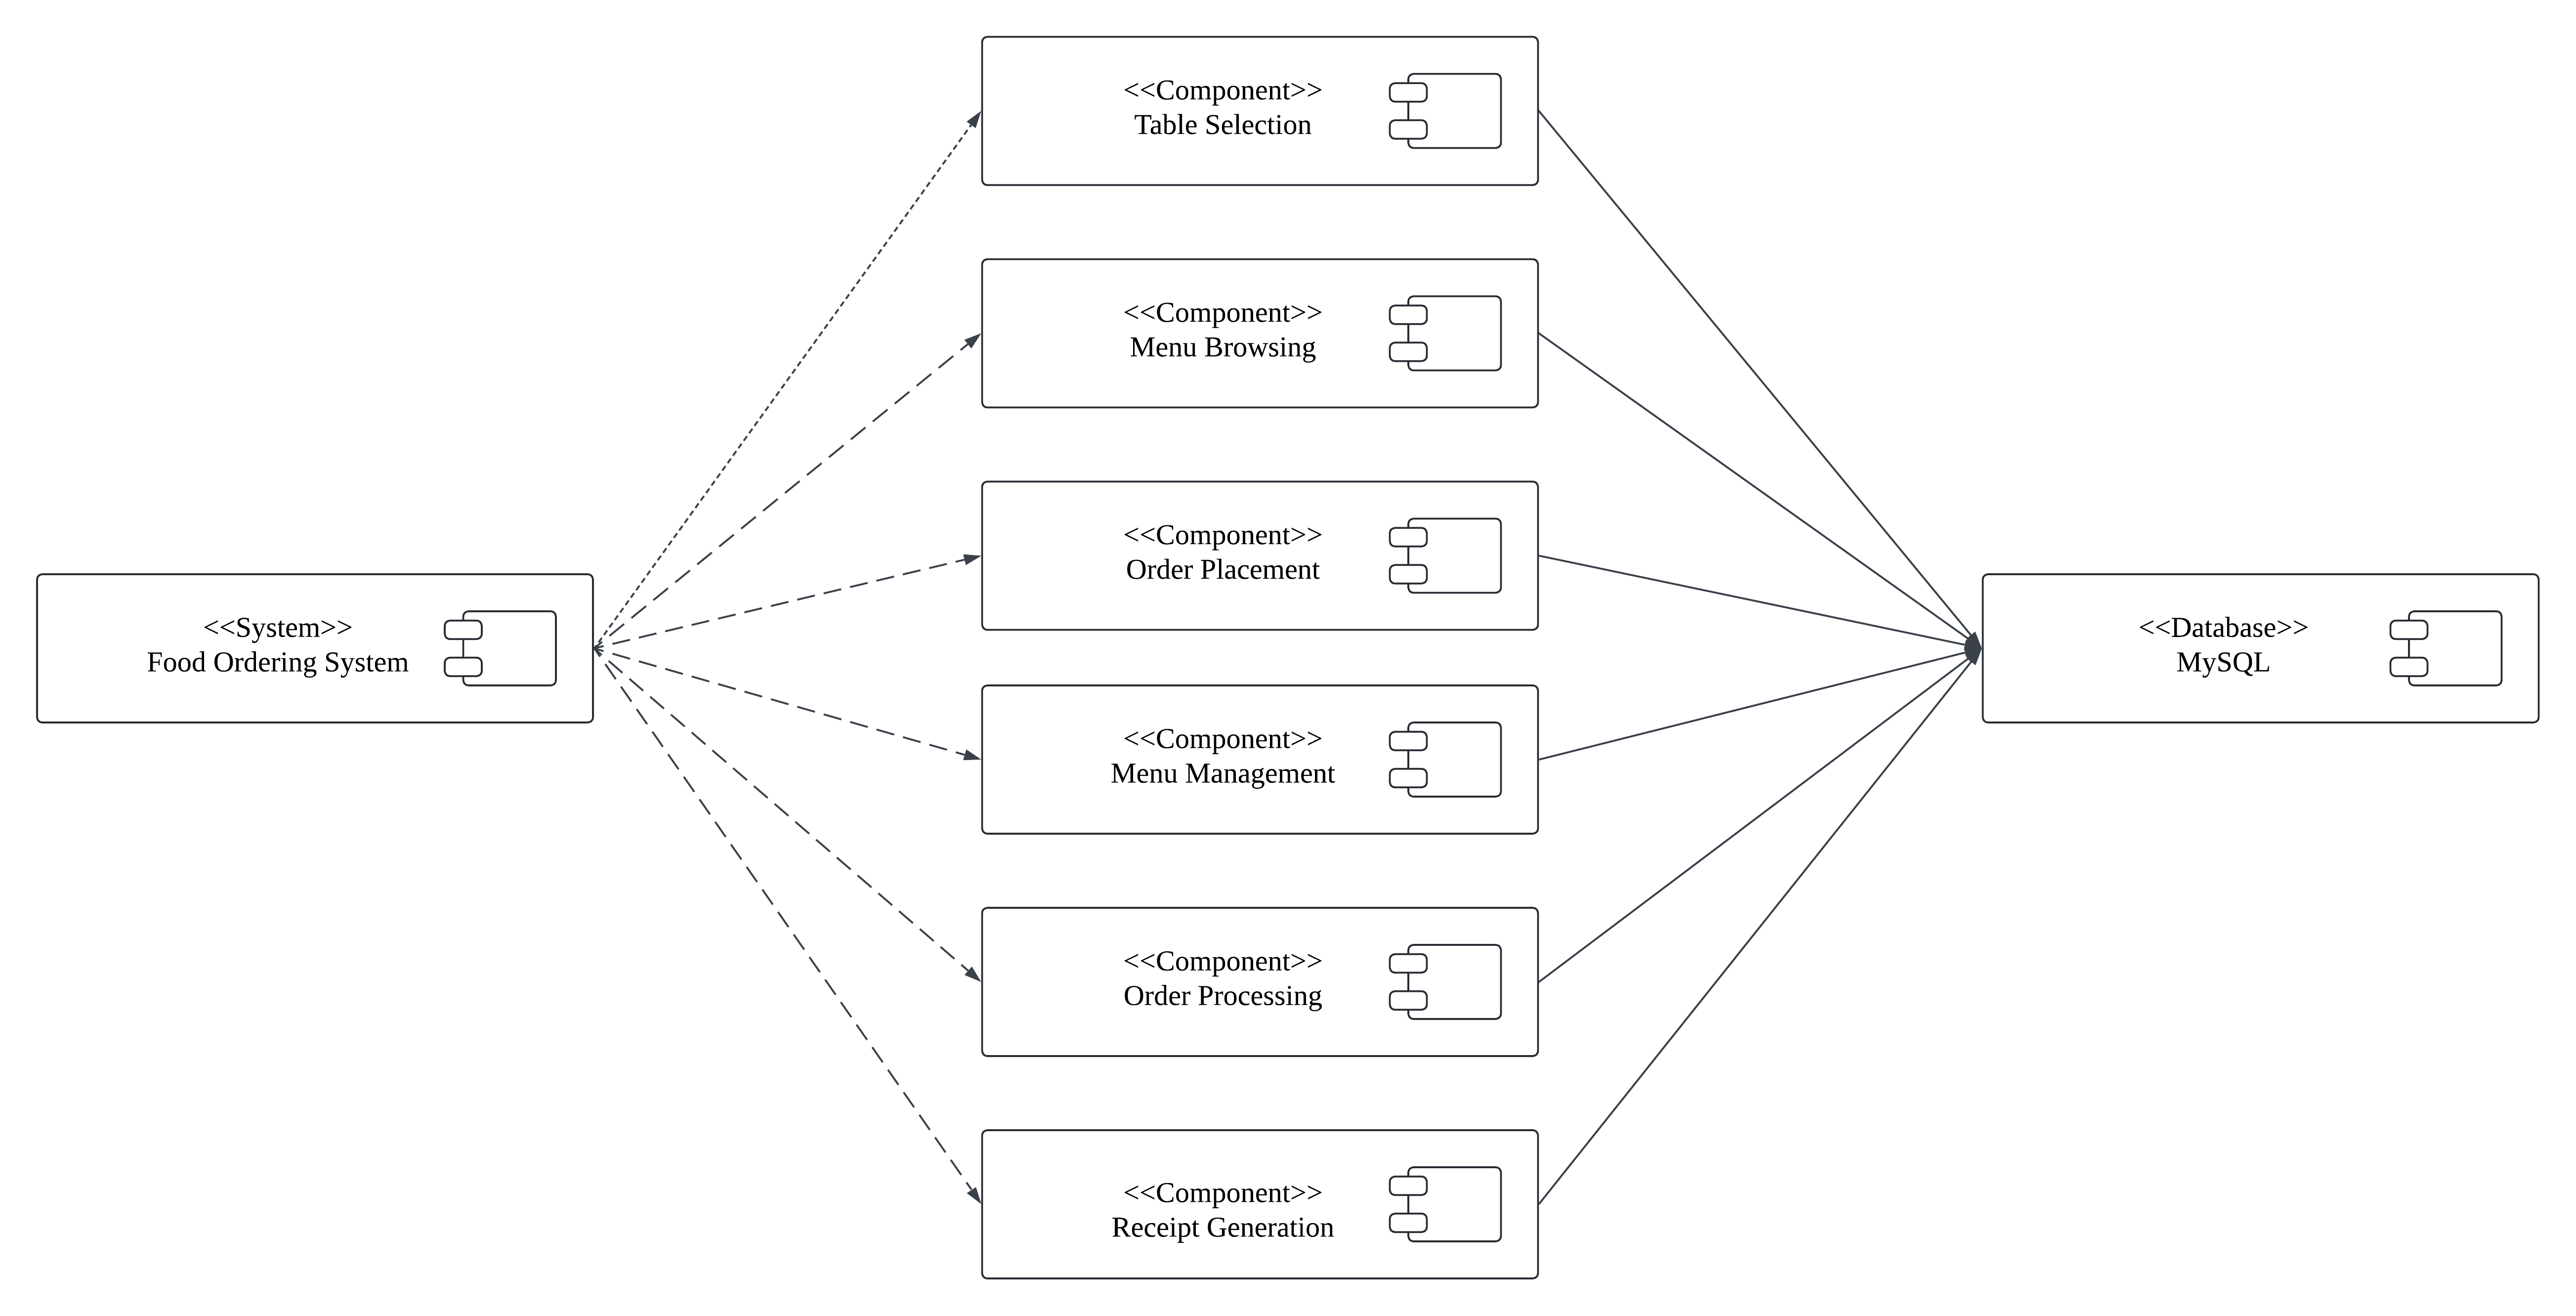 <<Component>>
Table Selection
<<Component>>
Menu Browsing
<<Component>>
Order Placement
<<System>>
Food Ordering System
<<Database>>
MySQL
<<Component>>
Menu Management
<<Component>>
Order Processing
<<Component>>
Receipt Generation